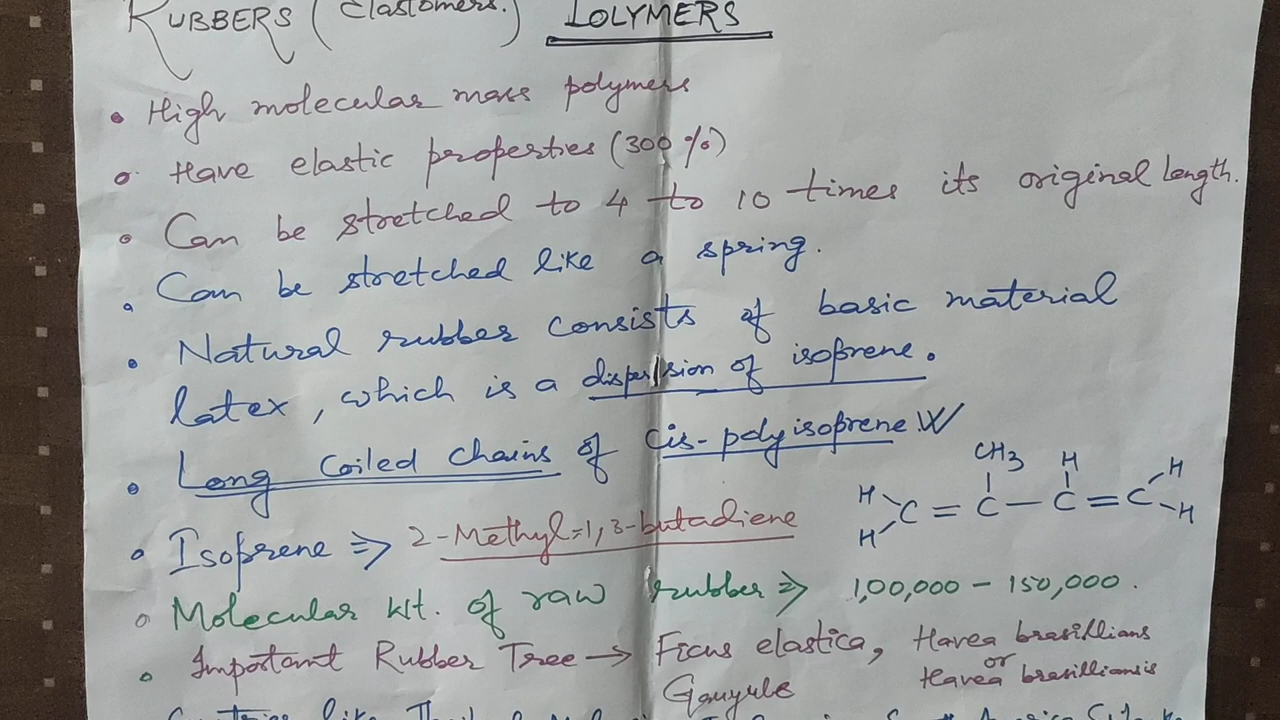 RUBBERS (Elastomers.) POLYMERS
• High molecular mass polymers
• Have elastic properties (300 %)
• Can be stretched to 4 to 10 times its original length.
• Can be stretched like a spring.
• Natural rubber consists of basic material
latex, which is a dispersion of isoprene.
• Long coiled chains of cis-polyisoprene
• Isoprene ⇒ 2-Methyl-1,3-butadiene
H H C = C – C = C H H CH3 H
• Molecular wt. of raw rubber ⇒ 1,00,000 – 150,000.
• Important Rubber Tree → Ficus elastica, Havea brasillians
or
Gauyule Havea brasilliansis
like